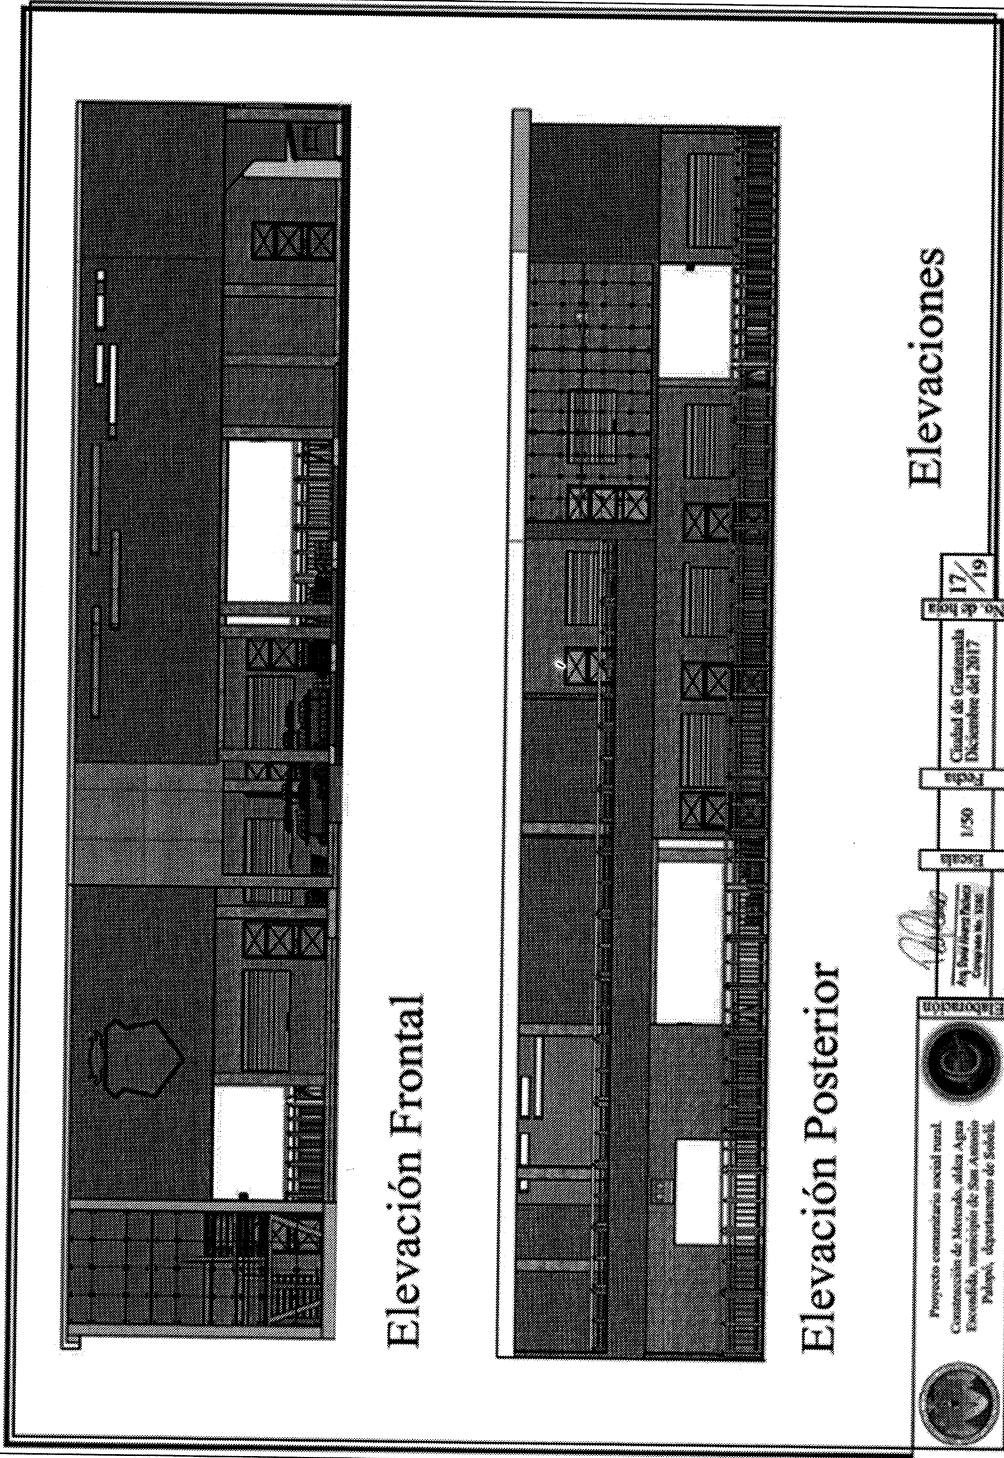 Elevación Frontal
Elevación Posterior
Elevaciones
Proyecto comunitario social rural.
Construcción de Mercado, aldea Agua
Escondida, municipio de San Antonio
Palopó, departamento de Sololá.
Elaboración
Escala
1/50
Fecha
Ciudad de Guatemala
Diciembre del 2017
No. de hoja
17/19